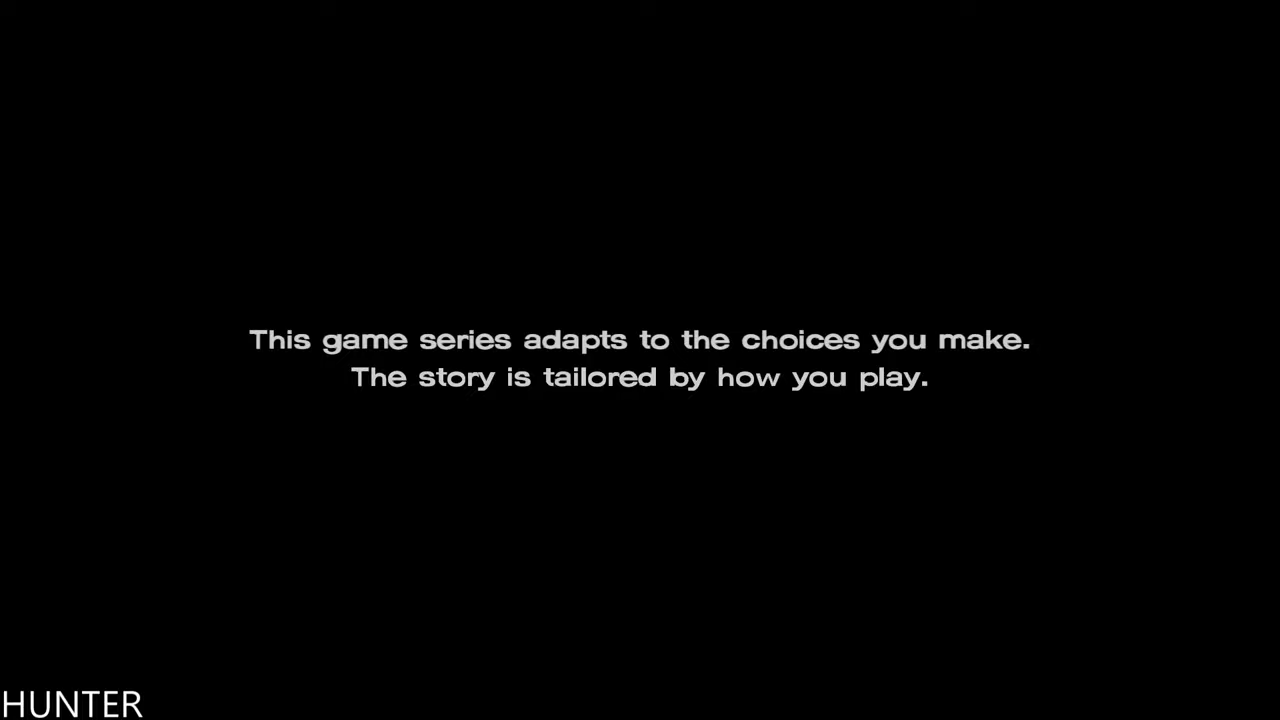 This game series adapts to the choices you make.
The story is tailored by how you play.
HUNTER